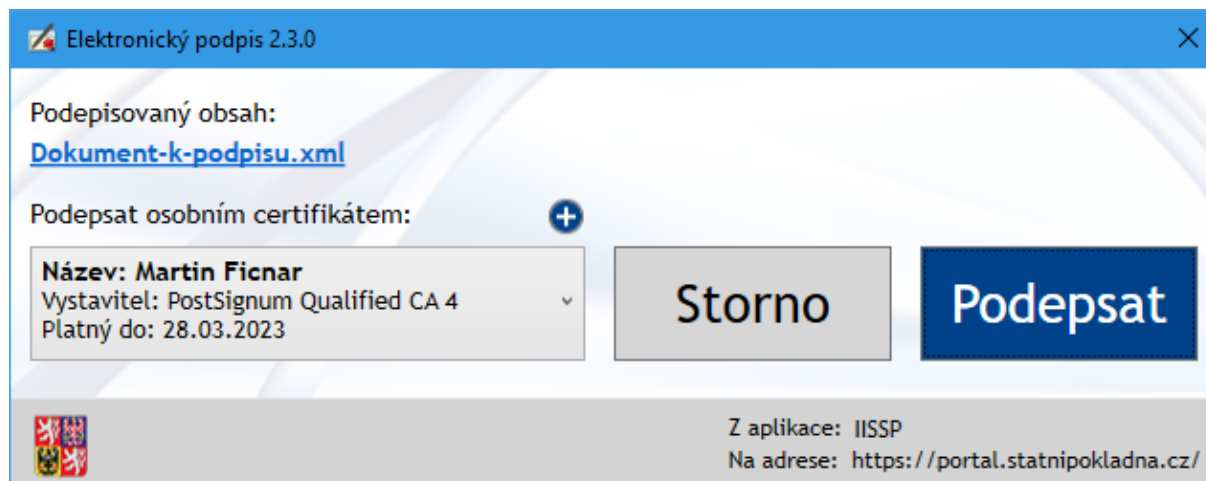 Elektronický podpis 2.3.0
Podepisovaný obsah:
Dokument-k-podpisu.xml
Podepsat osobním certifikátem:
Název: Martin Ficnar
Vystavitel: PostSignum Qualified CA 4
Platný do: 28.03.2023
Storno
Podepsat
Z aplikace: IISSP
Na adrese: https://portal.statnipokladna.cz/